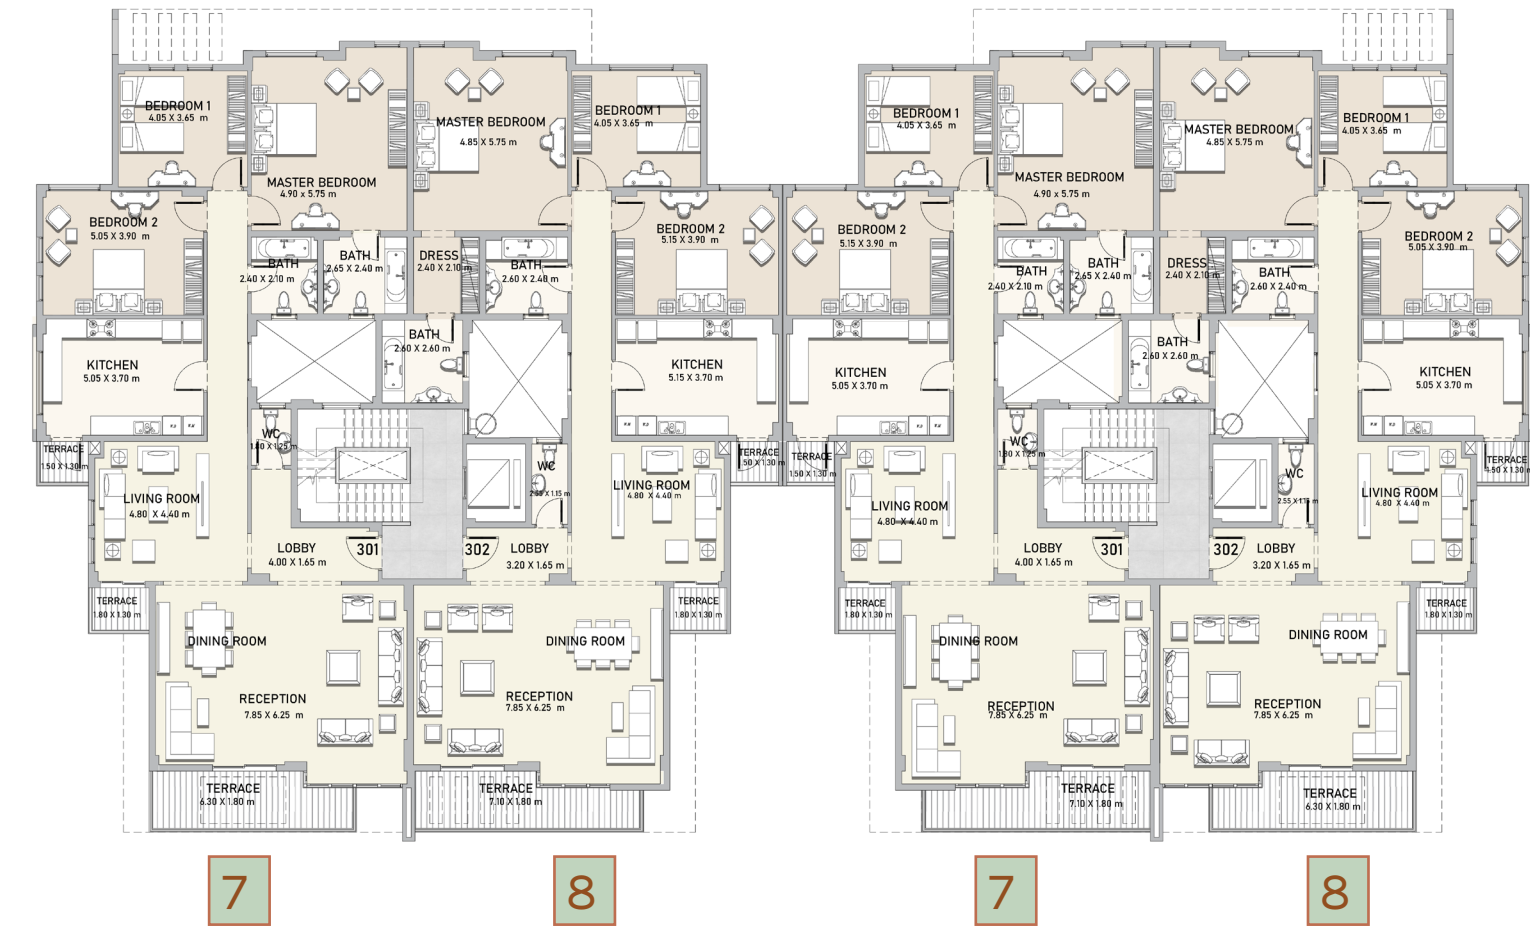 BEDROOM 1
4.05 X 3.65 m
MASTER BEDROOM
4.90 x 5.75 m
MASTER BEDROOM
4.85 X 5.75 m
BEDROOM 1
4.05 X 3.65 m
BEDROOM 2
5.05 X 3.90 m
BATH
2.40 X 2.10 m
BATH
2.65 X 2.40 m
DRESS
2.40 X 2.10 m
BATH
2.60 X 2.40 m
BEDROOM 2
5.15 X 3.90 m
KITCHEN
5.05 X 3.70 m
BATH
2.60 X 2.60 m
KITCHEN
5.15 X 3.70 m
TERRACE
1.50 X 1.30 m
WC
1.80 X 1.25 m
WC
2.55 X 1.15 m
TERRACE
.50 X 1.30 m
LIVING ROOM
4.80 X 4.40 m
LIVING ROOM
4.80 X 4.40 m
LOBBY
4.00 X 1.65 m
301
302
LOBBY
3.20 X 1.65 m
TERRACE
1.80 X 1.30 m
TERRACE
1.80 X 1.30 m
DINING ROOM
DINING ROOM
RECEPTION
7.85 X 6.25 m
RECEPTION
7.85 X 6.25 m
TERRACE
6.30 X 1.80 m
TERRACE
7.10 X 1.80 m
7
8
BEDROOM 1
4.05 X 3.65 m
MASTER BEDROOM
4.90 x 5.75 m
MASTER BEDROOM
4.85 X 5.75 m
BEDROOM 1
4.05 X 3.65 m
BEDROOM 2
5.15 X 3.90 m
BATH
2.40 X 2.10 m
BATH
2.65 X 2.40 m
DRESS
2.40 X 2.10 m
BATH
2.60 X 2.40 m
BEDROOM 2
5.05 X 3.90 m
KITCHEN
5.05 X 3.70 m
BATH
2.60 X 2.60 m
KITCHEN
5.05 X 3.70 m
TERRACE
1.50 X 1.30 m
WC
1.80 X 1.25 m
WC
2.55 X 1.15 m
TERRACE
1.50 X 1.30 m
LIVING ROOM
4.80 X 4.40 m
LIVING ROOM
4.80 X 4.40 m
LOBBY
4.00 X 1.65 m
301
302
LOBBY
3.20 X 1.65 m
TERRACE
1.80 X 1.30 m
TERRACE
1.80 X 1.30 m
DINING ROOM
DINING ROOM
RECEPTION
7.85 X 6.25 m
RECEPTION
7.85 X 6.25 m
TERRACE
7.10 X 1.80 m
TERRACE
6.30 X 1.80 m
7
8